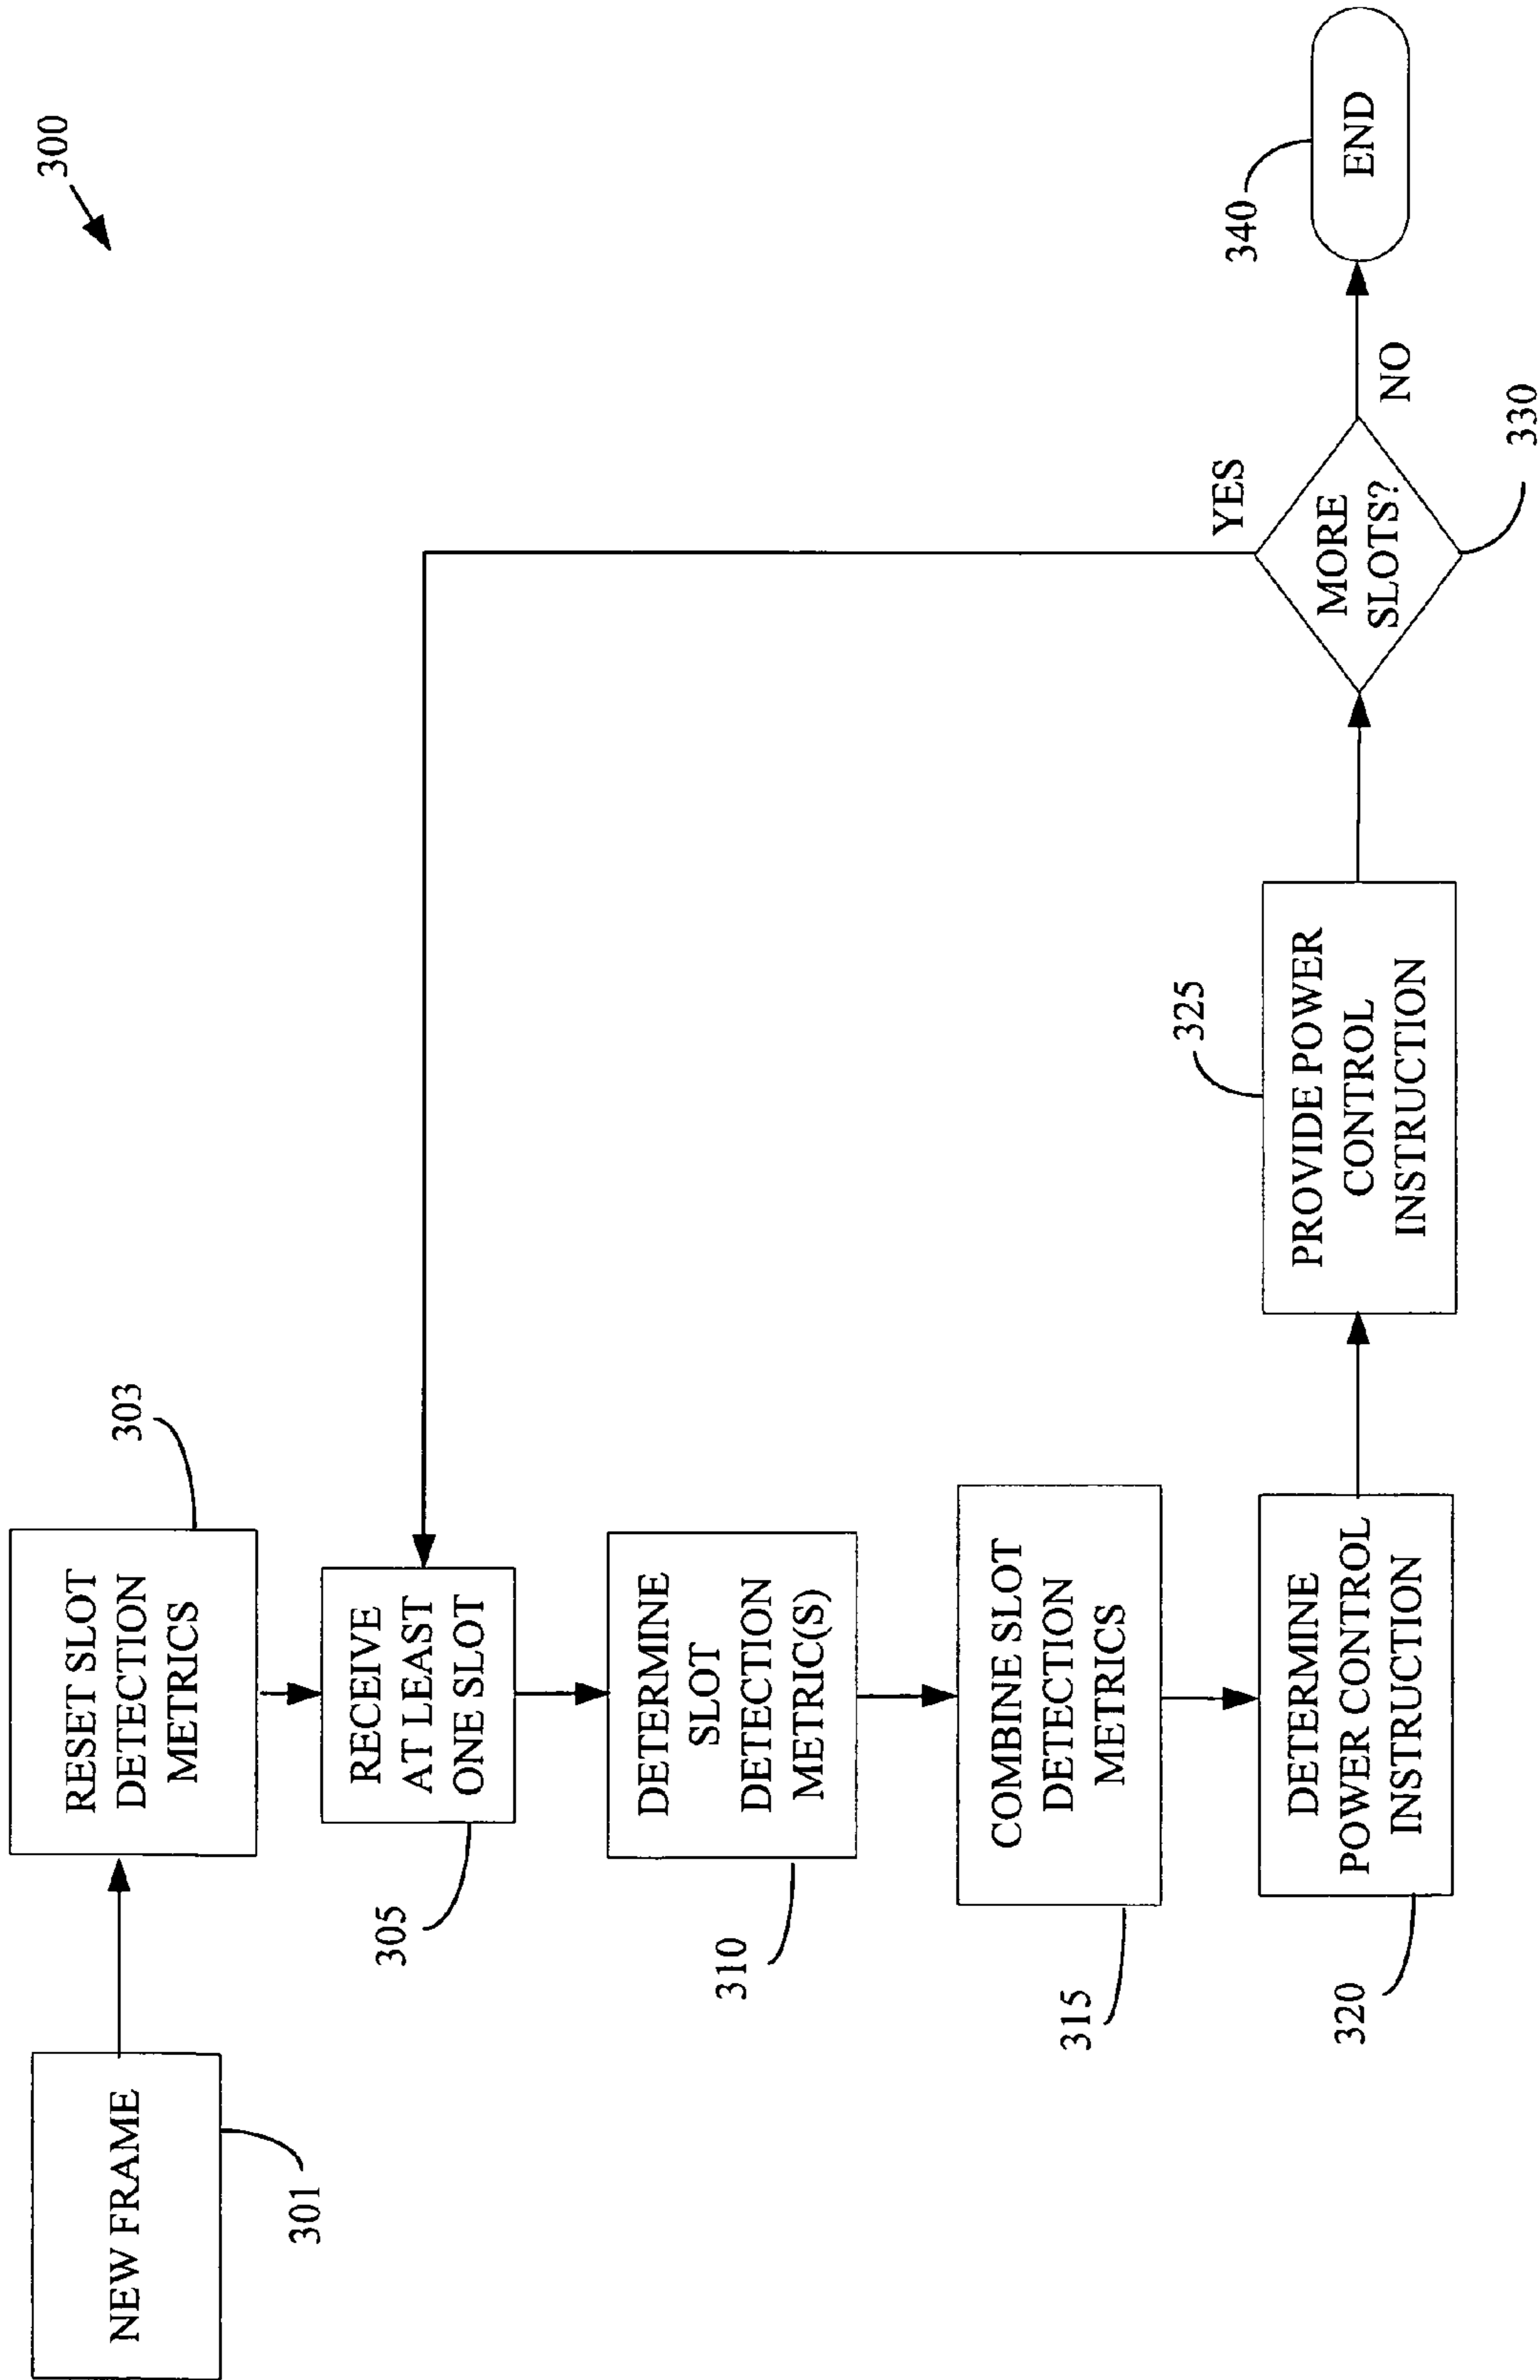 300
NEW FRAME
301
RESET SLOT
DETECTION
METRICS
303
RECEIVE
AT LEAST
ONE SLOT
305
DETERMINE
SLOT
DETECTION
METRIC(S)
310
COMBINE SLOT
DETECTION
METRICS
315
DETERMINE
POWER CONTROL
INSTRUCTION
320
PROVIDE POWER
CONTROL
INSTRUCTION
325
MORE
SLOTS?
330
YES
NO
END
340